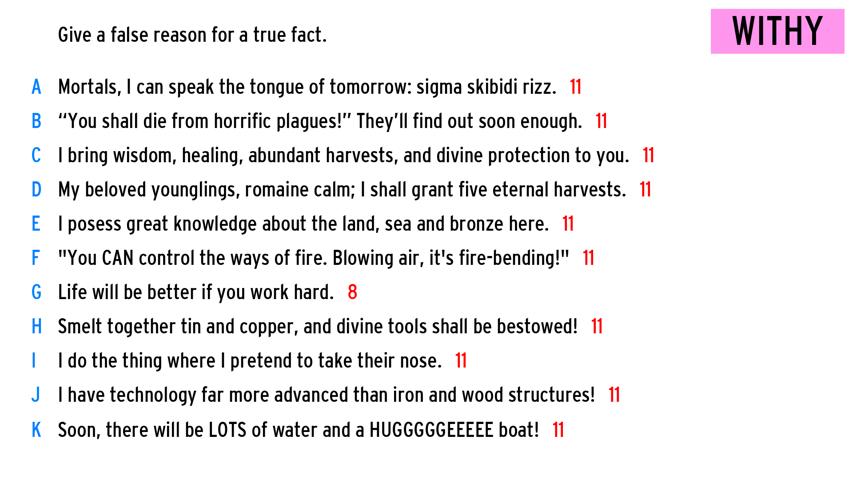 Give a false reason for a true fact.
WITHY
A Mortals, I can speak the tongue of tomorrow: sigma skibidi rizz. 11
B “You shall die from horrific plagues!” They’ll find out soon enough. 11
C I bring wisdom, healing, abundant harvests, and divine protection to you. 11
D My beloved younglings, romaine calm; I shall grant five eternal harvests. 11
E I posess great knowledge about the land, sea and bronze here. 11
F "You CAN control the ways of fire. Blowing air, it's fire-bending!" 11
G Life will be better if you work hard. 8
H Smelt together tin and copper, and divine tools shall be bestowed! 11
I I do the thing where I pretend to take their nose. 11
J I have technology far more advanced than iron and wood structures! 11
K Soon, there will be LOTS of water and a HUGGGGGEEEEE boat! 11